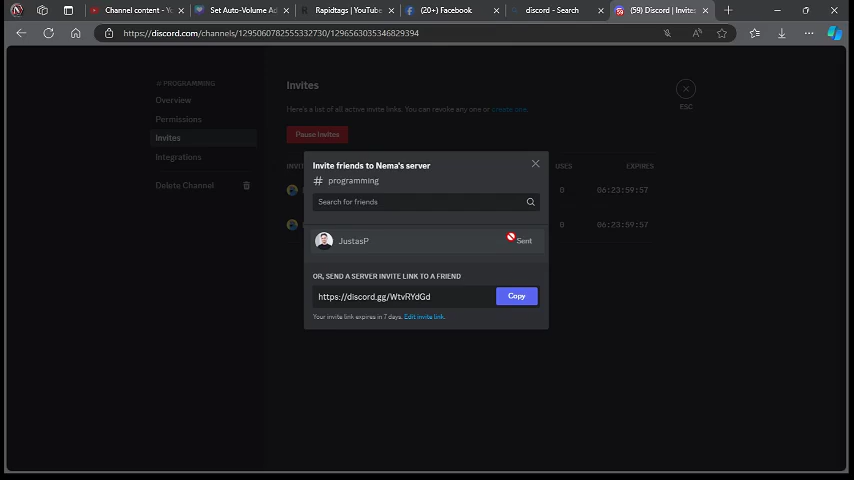 Channel content - Yo
Set Auto-Volume Ad
Rapidtags | YouTube
(20+) Facebook
discord - Search
(59) Discord | Invites
https://discord.com/channels/1295060782555332730/1296563035346829394
# PROGRAMMING
Overview
Permissions
Invites
Integrations
Delete Channel
Invites
Here's a list of all active invite links. You can revoke any one or create one.
Pause Invites
ESC
USES
EXPIRES
0
06:23:59:57
0
06:23:59:57
Invite friends to Nema's server
# programming
Search for friends
JustasP
Sent
OR, SEND A SERVER INVITE LINK TO A FRIEND
https://discord.gg/WtvRYdGd
Copy
Your invite link expires in 7 days. Edit invite link.